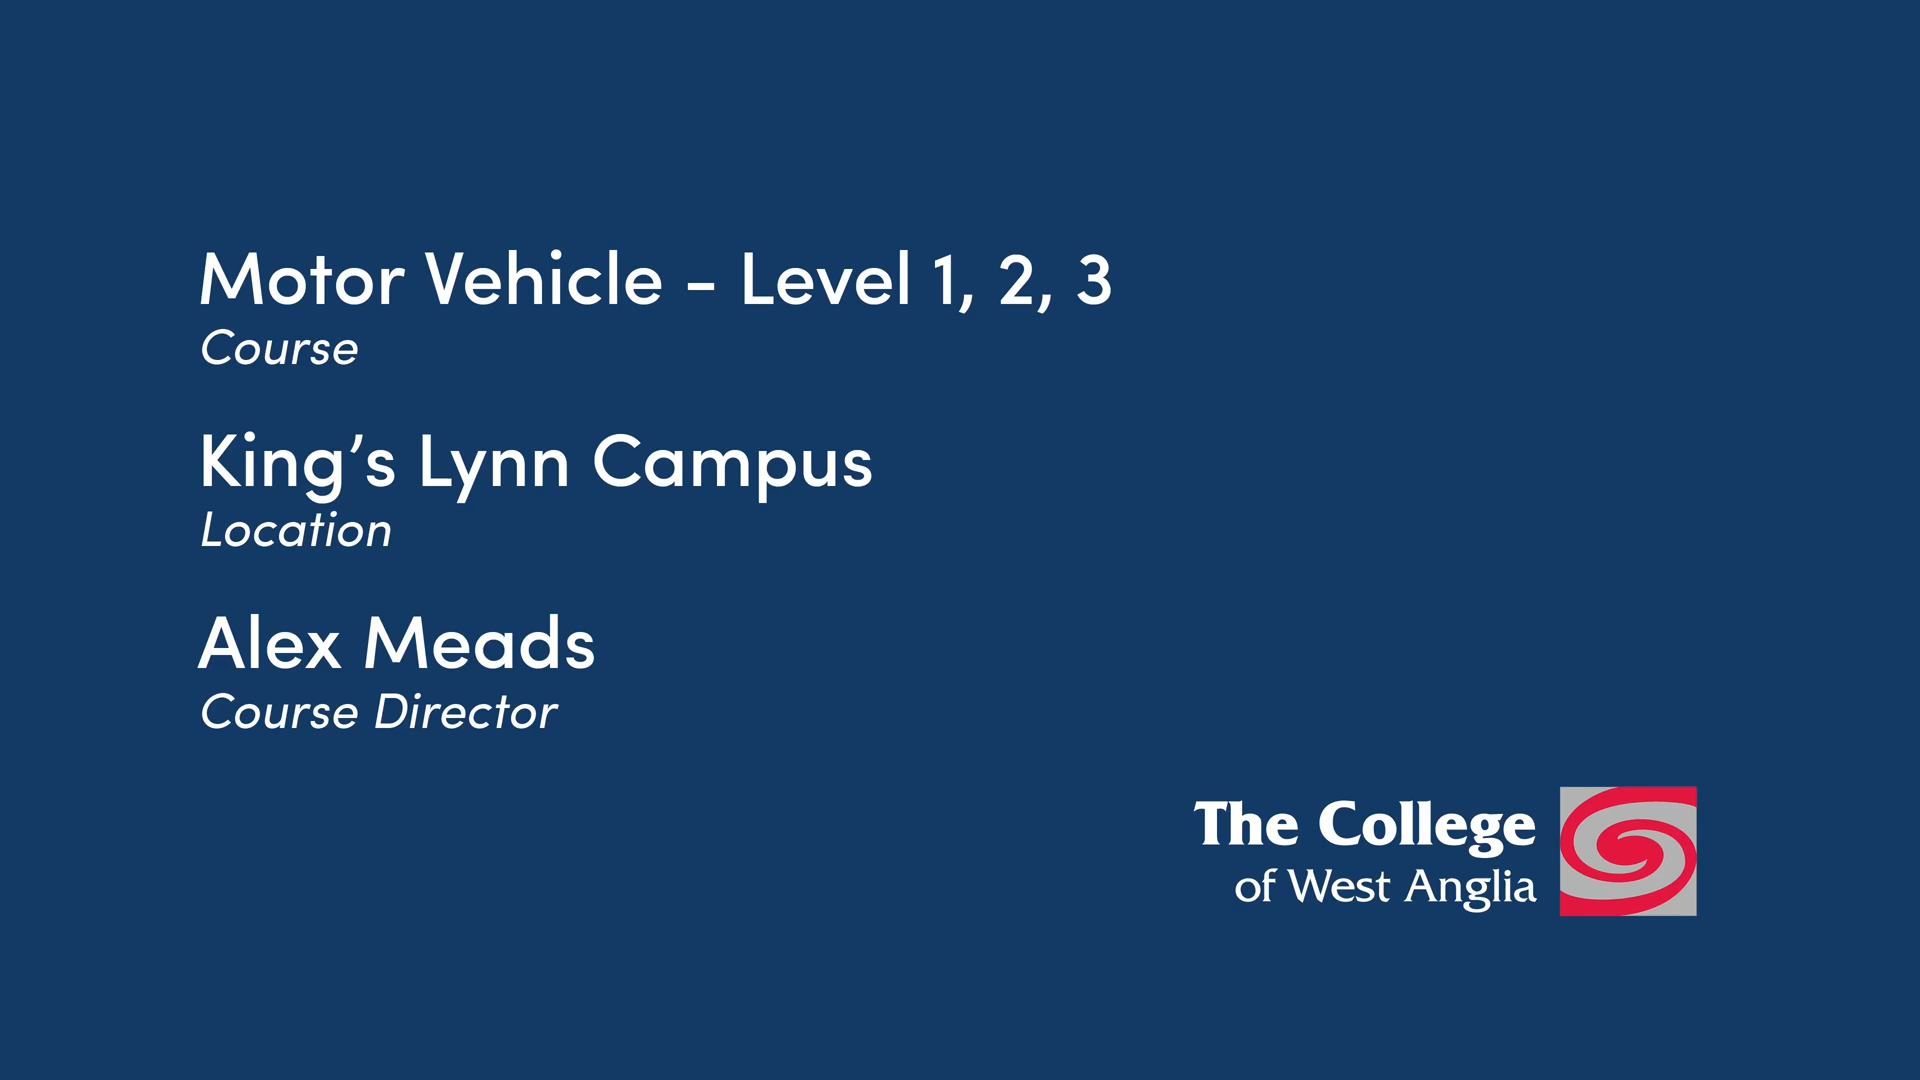 Motor Vehicle - Level 1, 2, 3
Course
King’s Lynn Campus
Location
Alex Meads
Course Director
The College
of West Anglia